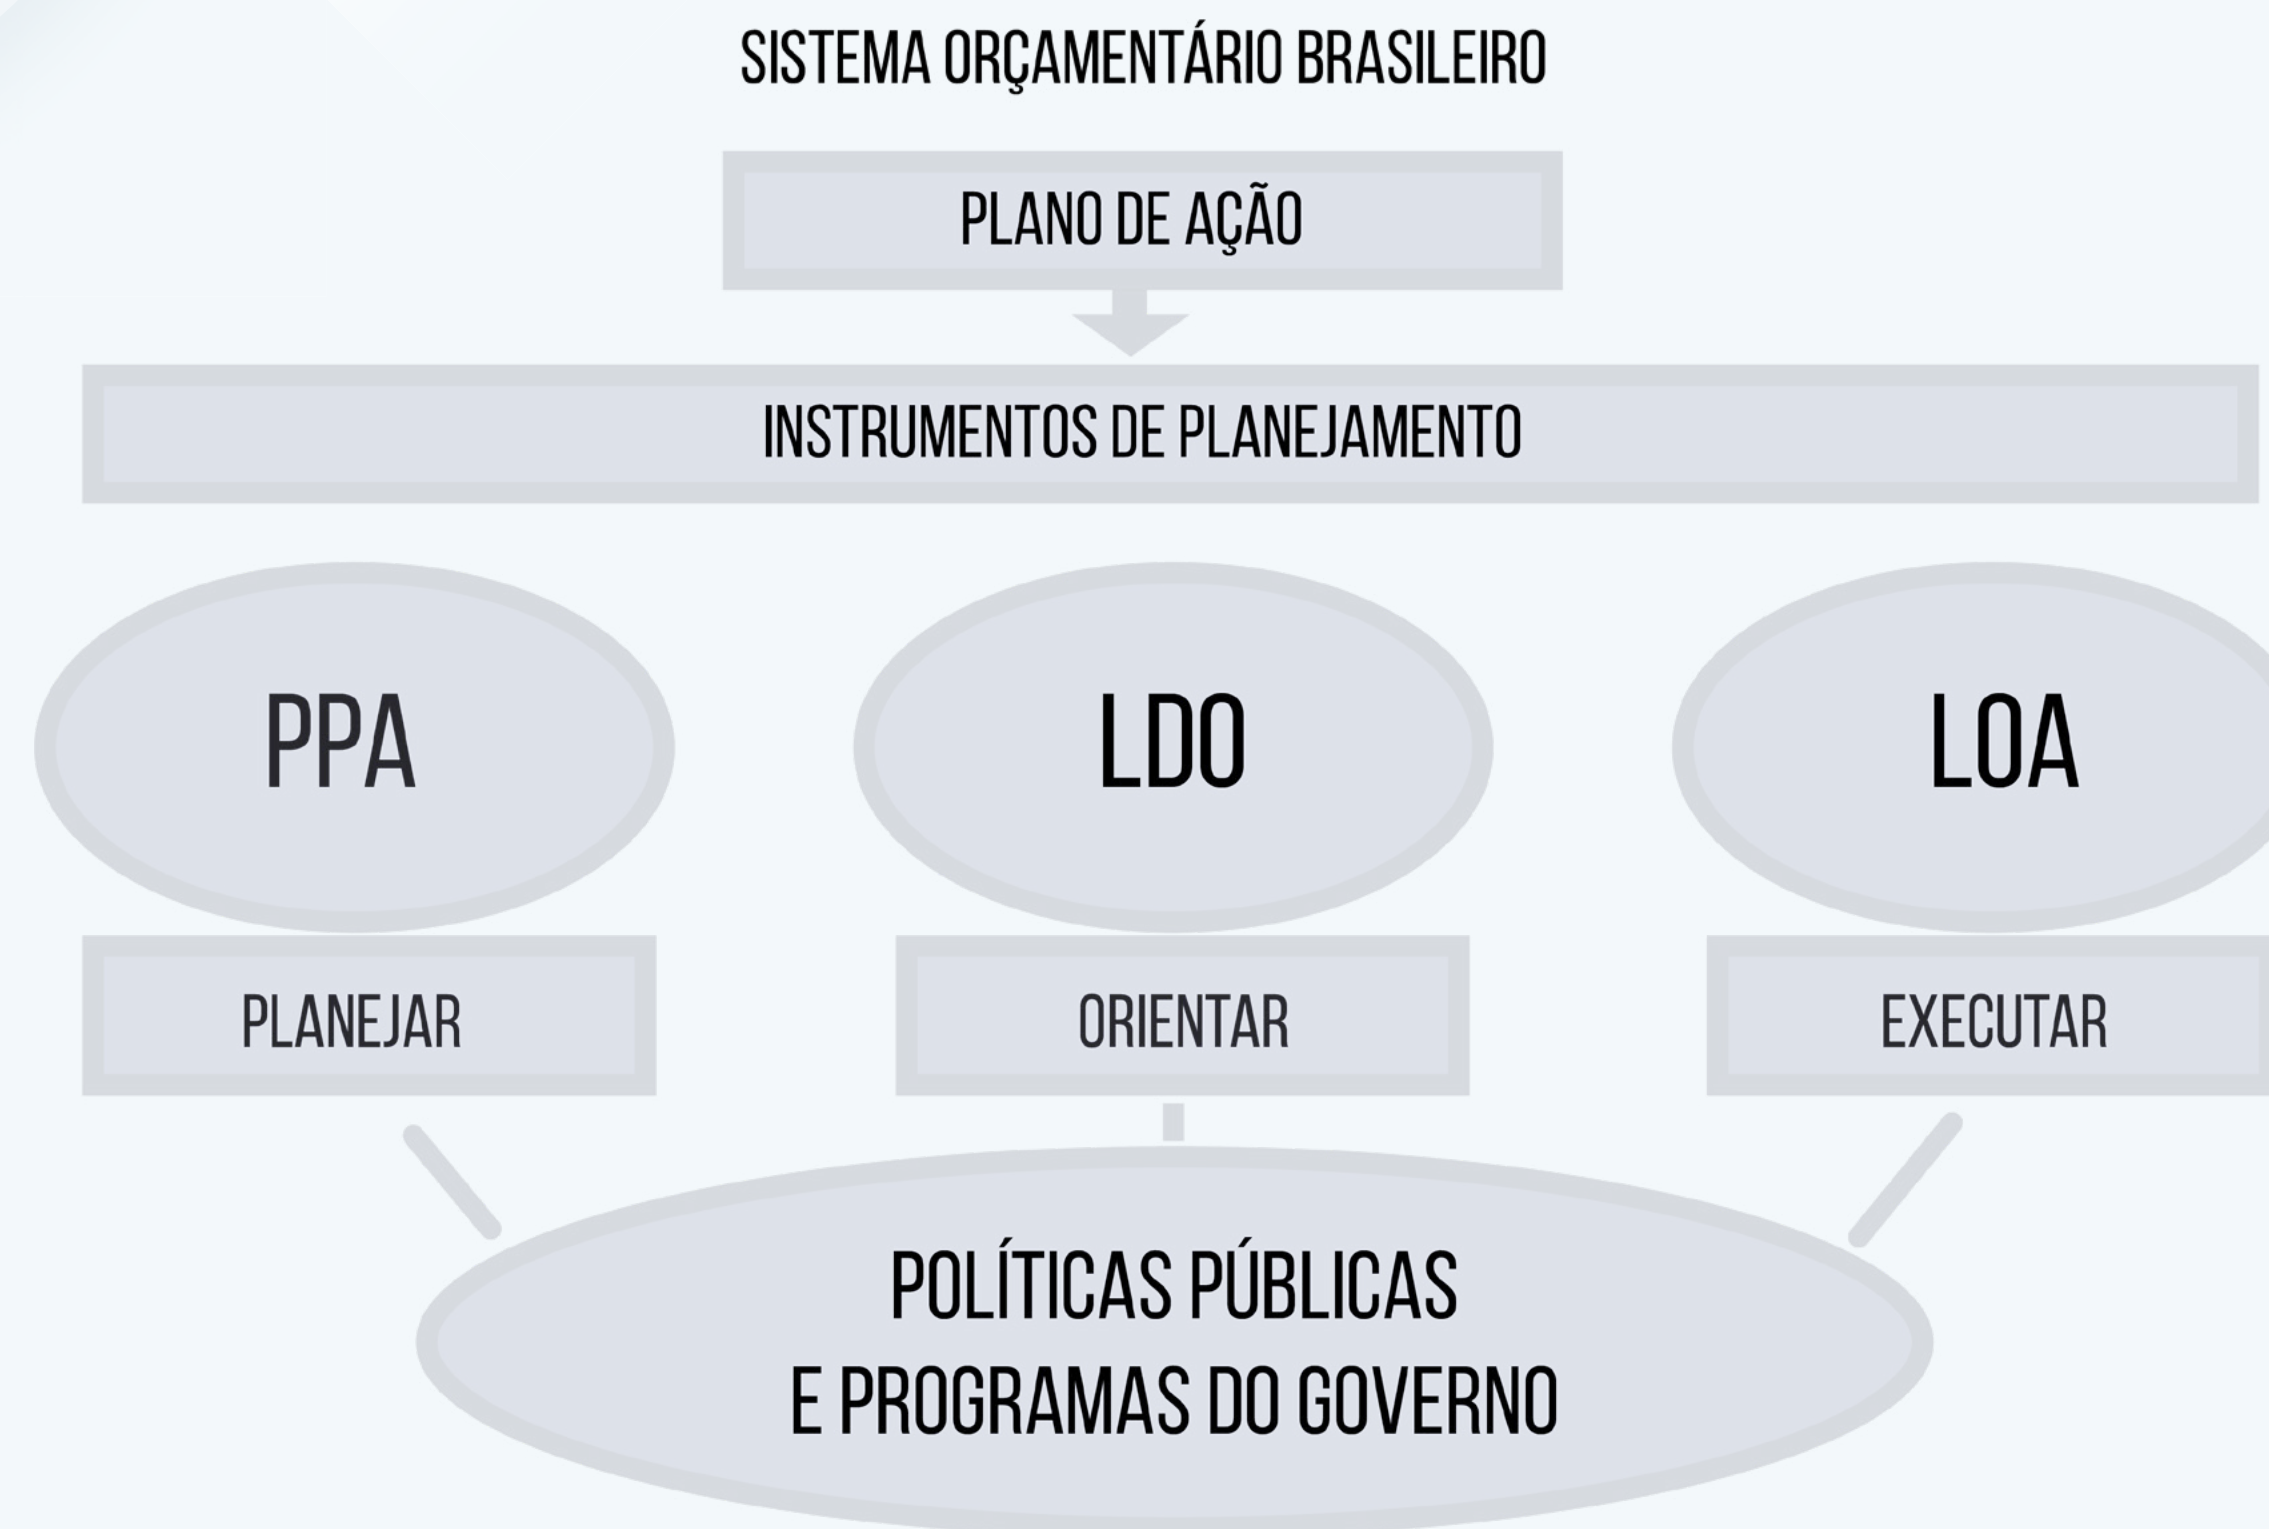 SISTEMA ORÇAMENTÁRIO BRASILEIRO
PLANO DE AÇÃO
INSTRUMENTOS DE PLANEJAMENTO
PPA
LDO
LOA
PLANEJAR
ORIENTAR
EXECUTAR
POLÍTICAS PÚBLICAS
E PROGRAMAS DO GOVERNO